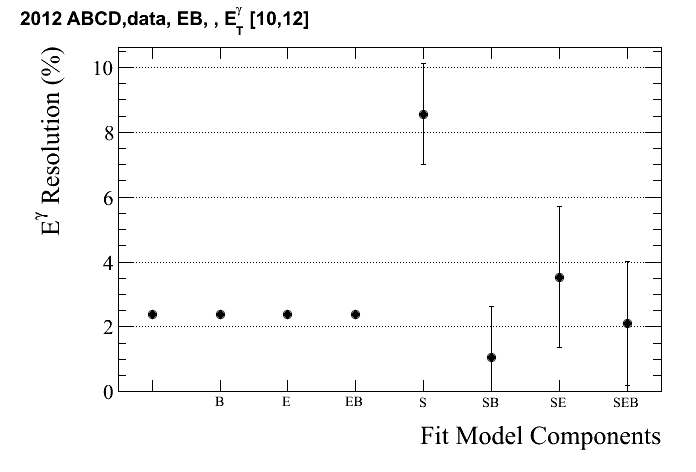 2012 ABCD,data, EB, , E_T^γ [10,12]
E^γ Resolution (%)
10
8
6
4
2
0
B E EB S SB SE SEB
Fit Model Components